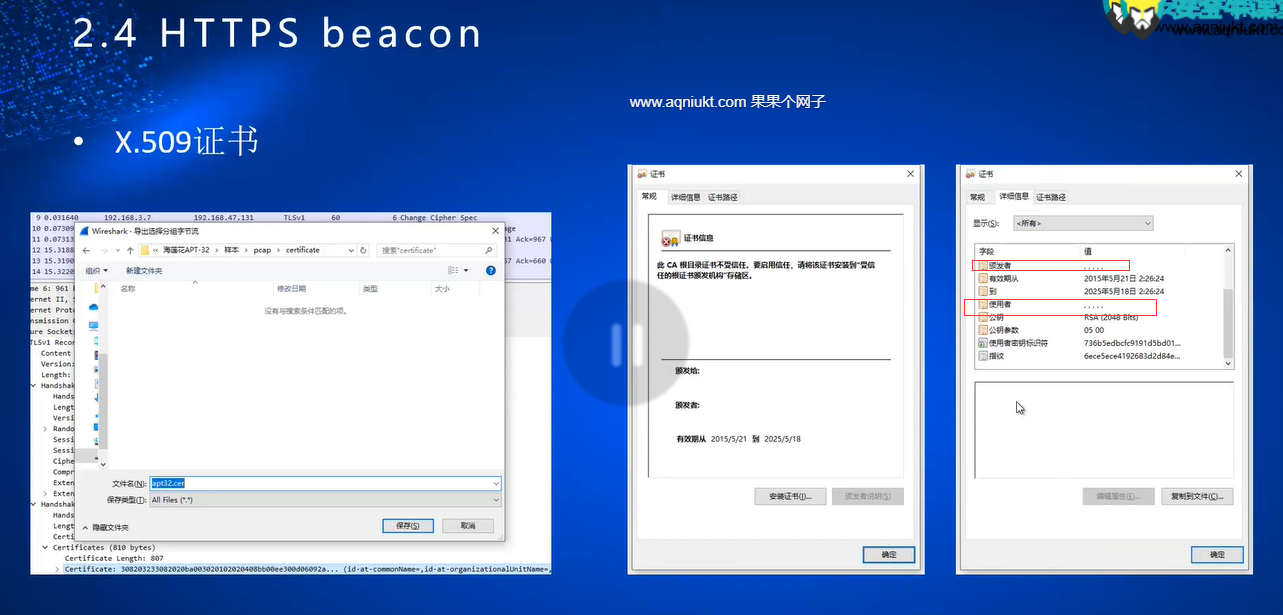 2.4 HTTPS beacon
www.aqniukt.com
www.aqniukt.com 果果个网子
• X.509证书
9 0.031640 192.168.3.7 192.168.47.131 TLSv1 60 6 Change Cipher Spec
10 0.07309
11 0.07313 01 Ack=967
12 15.3188
13 15.3190 57 Ack=660
14 15.3220
Wireshark · 导出选择分组字节流
« 海莲花APT-32 › 样本 › pcap › certificate
搜索"certificate"
组织 新建文件夹
名称 修改日期 类型 大小
没有与搜索条件匹配的项。
me 6: 961
ernet II,
ernet Proto
nsmission
ure Socket
TLSv1 Recor
Content
Version:
Length:
Handshak
Hands
Lengt
Versi
Rando
Sessi
Sessi
Ciphe
Compr
Exten
Exten
Handshak
Hands
Lengt
Certi
文件名(N): apt32.cer
保存类型(T): All Files (*.*)
隐藏文件夹
保存(S) 取消
Certificates (810 bytes)
Certificate Length: 807
Certificate: 308203233082020ba003020102020408bb00ee300d06092a... (id-at-commonName=,id-at-organizationalUnitName=,
证书
常规 详细信息 证书路径
证书信息
此 CA 根目录证书不受信任。要启用信任，请将该证书安装到"受信
任的根证书颁发机构"存储区。
颁发给:
颁发者:
有效期从 2015/5/21 到 2025/5/18
安装证书(I)... 颁发者说明(S)
确定
证书
常规 详细信息 证书路径
显示(S): <所有>
字段 值
颁发者 , , , , ,
有效期从 2015年5月21日 2:26:24
到 2025年5月18日 2:26:24
使用者 , , , , ,
公钥 RSA (2048 Bits)
公钥参数 05 00
使用者密钥标识符 736b5edbcfc9191d5bd01...
指纹 6ece5ece4192683d2d84e...
编辑属性(E)... 复制到文件(C)...
确定